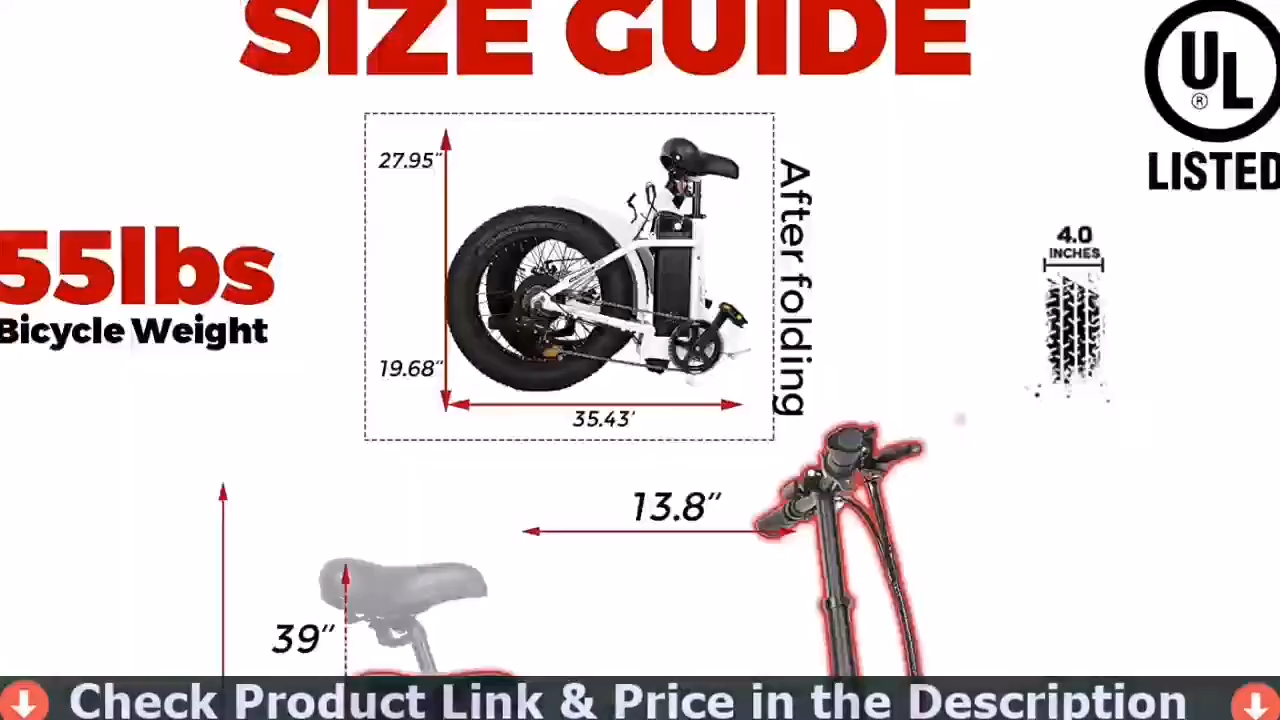 SIZE GUIDE
UL
®
LISTED
27.95"
After folding
4.0
INCHES
55lbs
Bicycle Weight
19.68"
35.43'
13.8"
39"
Check Product Link & Price in the Description